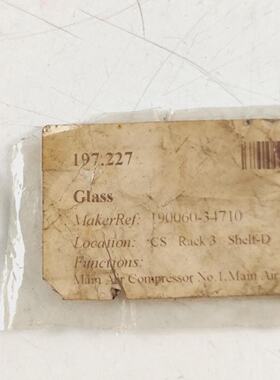 197.227
Glass
MakerRef: 190060-34710
Location: CS Rack 3 Shelf-D
Functions:
Main Air Compressor No.1,Main Air